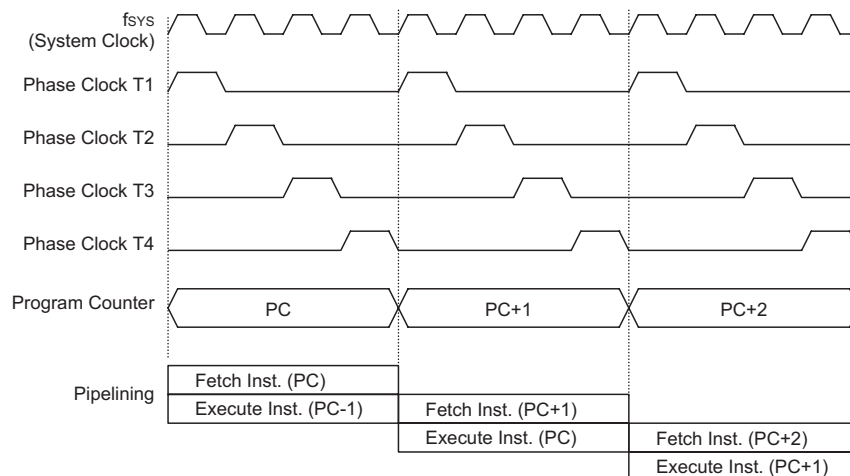 fSYS
(System Clock)
Phase Clock T1
Phase Clock T2
Phase Clock T3
Phase Clock T4
Program Counter
PC
PC+1
PC+2
Pipelining
Fetch Inst. (PC)
Execute Inst. (PC-1)
Fetch Inst. (PC+1)
Execute Inst. (PC)
Fetch Inst. (PC+2)
Execute Inst. (PC+1)